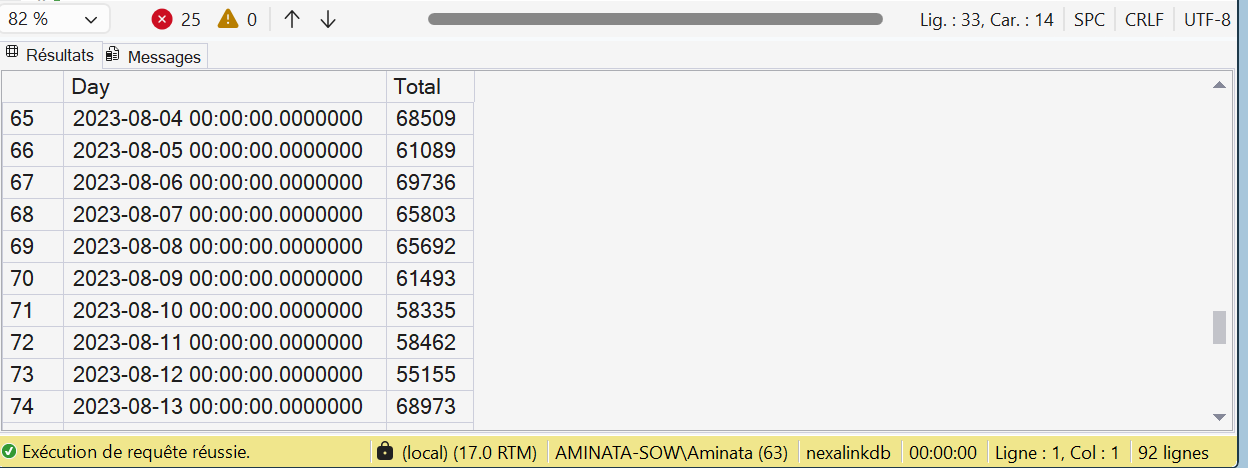 82 % 25 0 Lig. : 33, Car. : 14 SPC CRLF UTF-8
Résultats Messages
Day Total
65 2023-08-04 00:00:00.0000000 68509
66 2023-08-05 00:00:00.0000000 61089
67 2023-08-06 00:00:00.0000000 69736
68 2023-08-07 00:00:00.0000000 65803
69 2023-08-08 00:00:00.0000000 65692
70 2023-08-09 00:00:00.0000000 61493
71 2023-08-10 00:00:00.0000000 58335
72 2023-08-11 00:00:00.0000000 58462
73 2023-08-12 00:00:00.0000000 55155
74 2023-08-13 00:00:00.0000000 68973
Exécution de requête réussie. (local) (17.0 RTM) AMINATA-SOW\Aminata (63) nexalinkdb 00:00:00 Ligne : 1, Col : 1 92 lignes